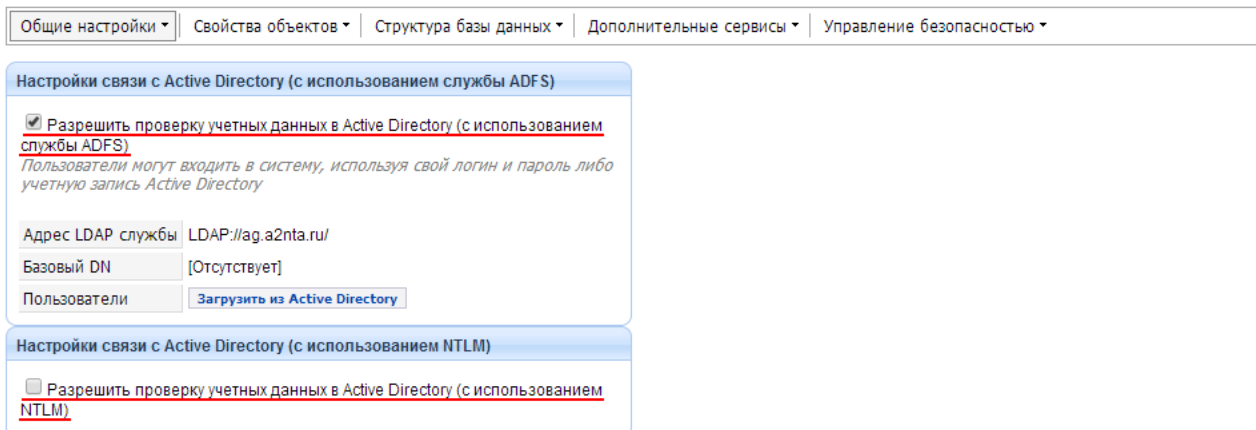 Общие настройки Свойства объектов Структура базы данных Дополнительные сервисы Управление безопасностью
Настройки связи с Active Directory (с использованием службы ADFS)
Разрешить проверку учетных данных в Active Directory (с использованием
службы ADFS)
Пользователи могут входить в систему, используя свой логин и пароль либо
учетную запись Active Directory
Адрес LDAP службы LDAP://ag.a2nta.ru/
Базовый DN [Отсутствует]
Пользователи Загрузить из Active Directory
Настройки связи с Active Directory (с использованием NTLM)
Разрешить проверку учетных данных в Active Directory (с использованием
NTLM)